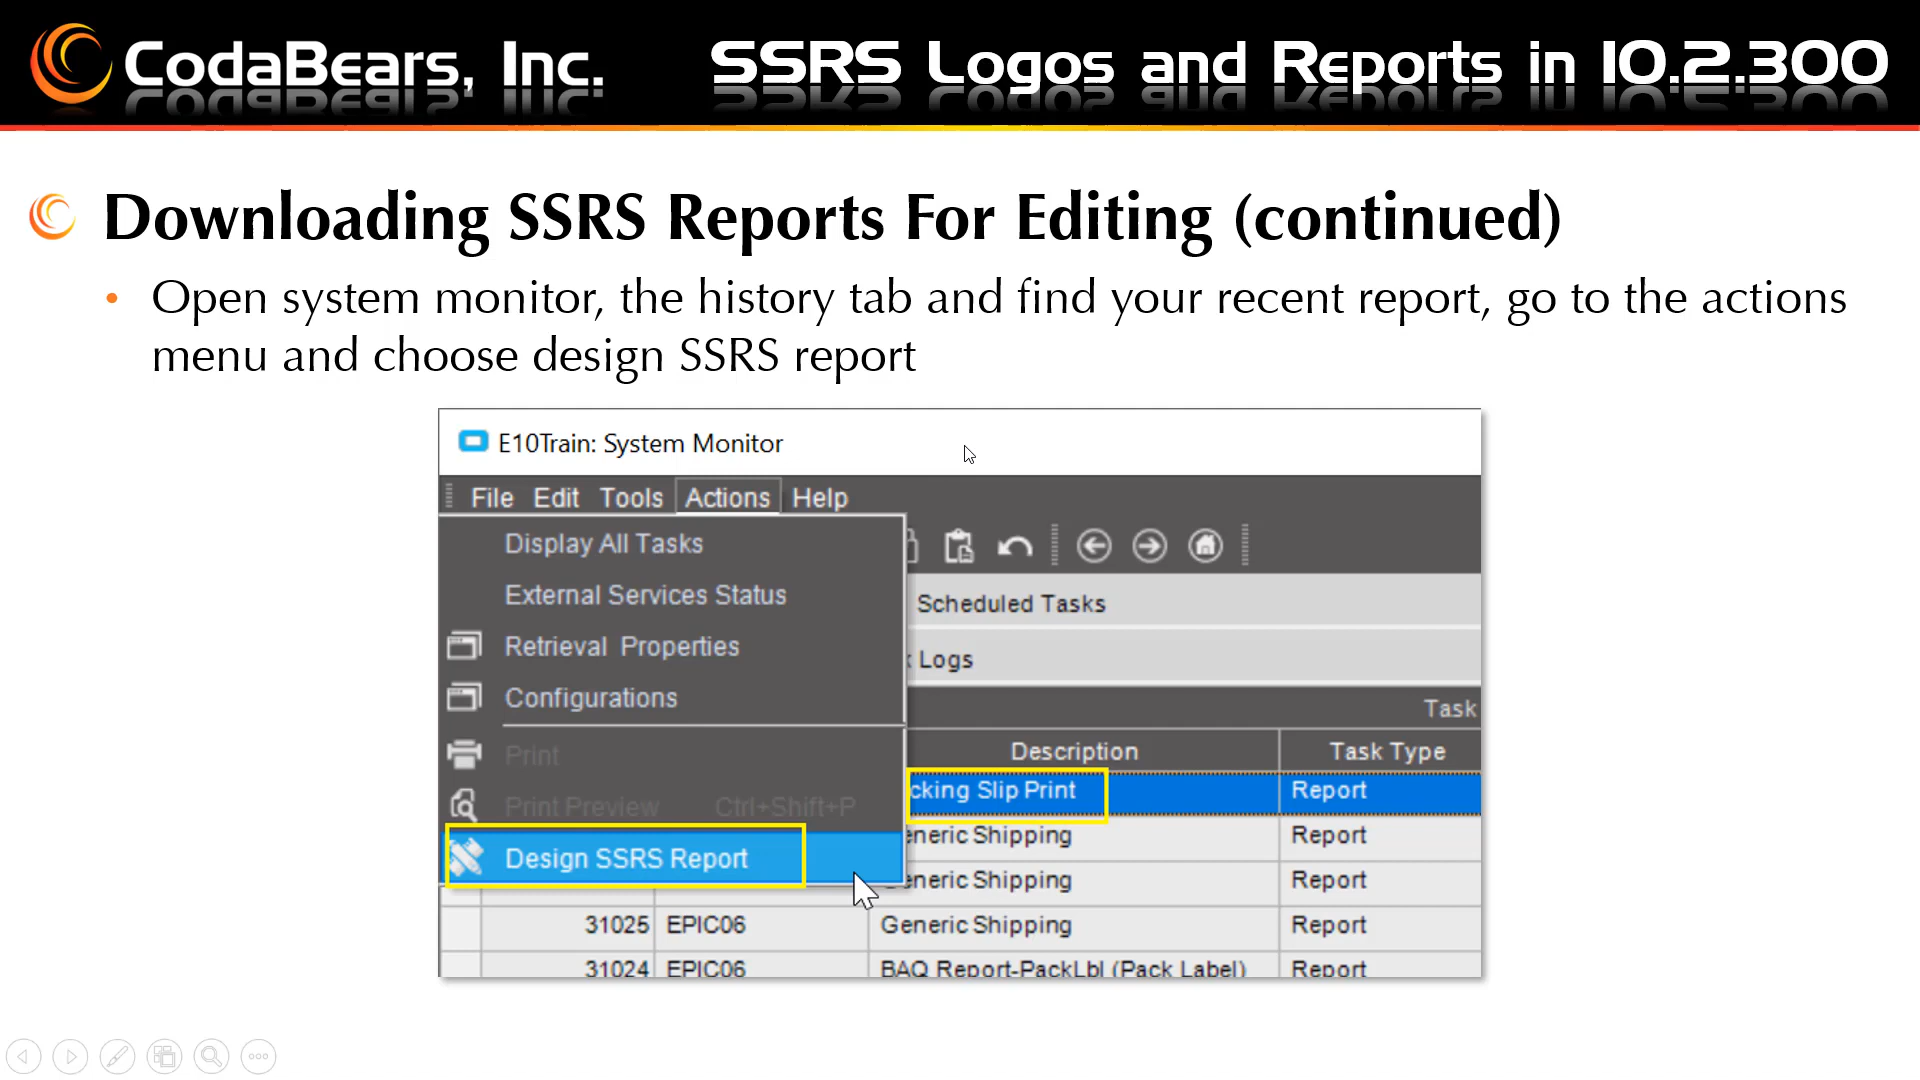 CodaBears, Inc.
SSRS Logos and Reports in 10.2.300
Downloading SSRS Reports For Editing (continued)
• Open system monitor, the history tab and find your recent report, go to the actions
menu and choose design SSRS report
E10Train: System Monitor
File Edit Tools Actions Help
Display All Tasks
External Services Status
Scheduled Tasks
Retrieval Properties
Logs
Configurations
Task
Description Task Type
Print
cking Slip Print Report
Print Preview Ctrl+Shift+P
eneric Shipping Report
Design SSRS Report
eneric Shipping Report
31025 EPIC06 Generic Shipping Report
31024 EPIC06 BAQ Report-PackLbl (Pack Label) Report